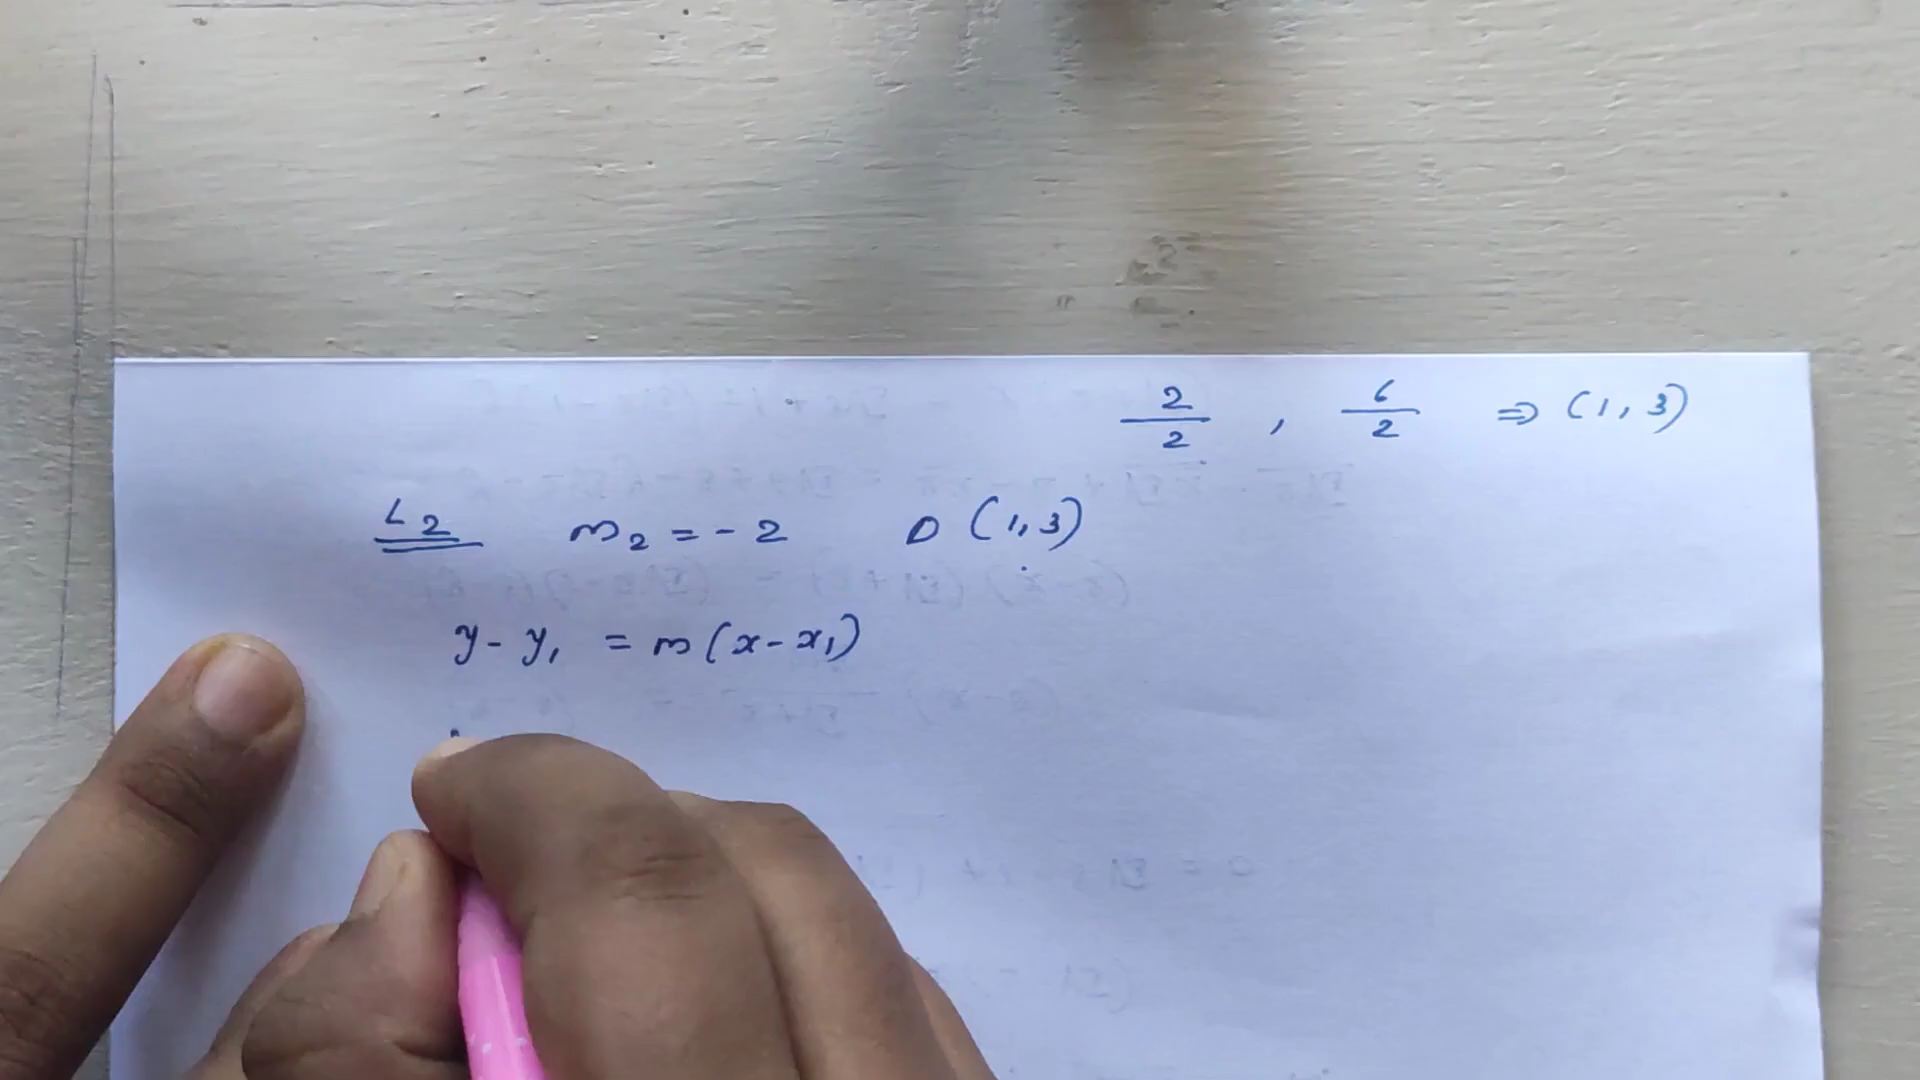 2/2 , 6/2 ⇒ (1, 3)
L2 m2 = -2 D (1, 3)
y - y1 = m(x - x1)